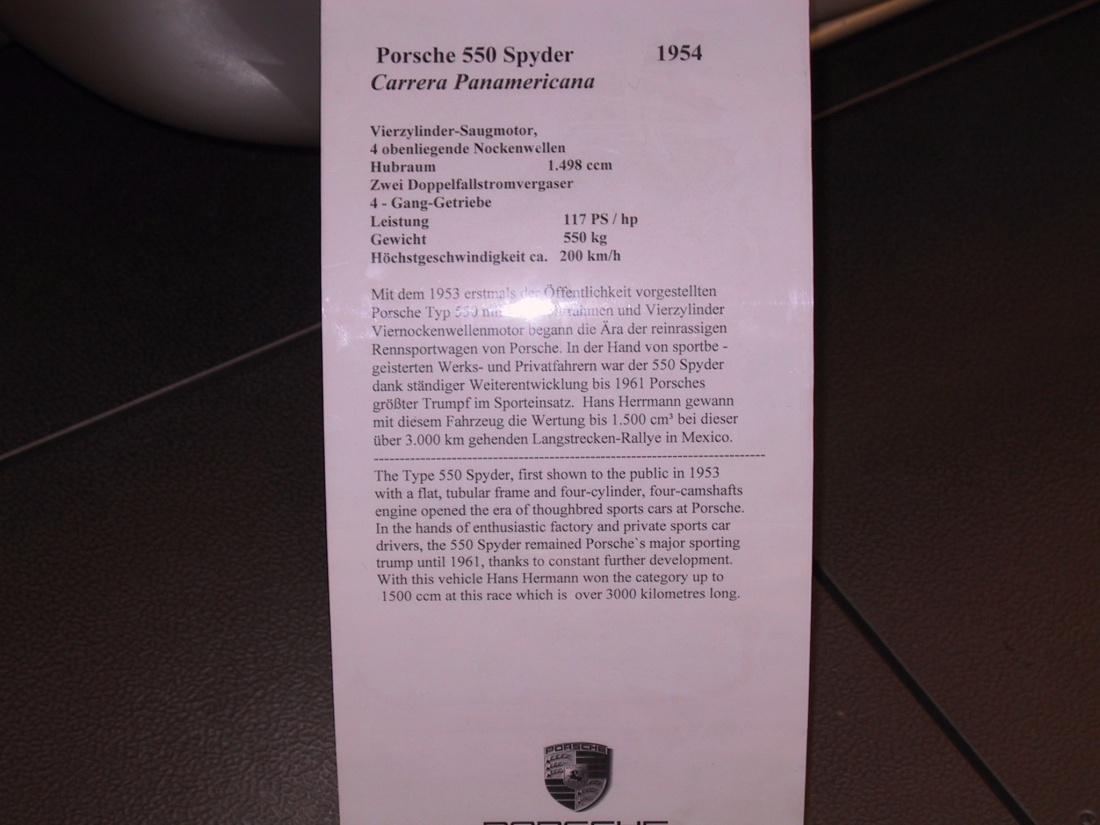 Porsche 550 Spyder 1954
Carrera Panamericana
Vierzylinder-Saugmotor,
4 obenliegende Nockenwellen
Hubraum 1.498 ccm
Zwei Doppelfallstromvergaser
4 - Gang-Getriebe
Leistung 117 PS / hp
Gewicht 550 kg
Höchstgeschwindigkeit ca. 200 km/h
Mit dem 1953 erstmals der Öffentlichkeit vorgestellten
Porsche Typ 550 und Vierzylinder
Viernockenwellenmotor begann die Ära der reinrassigen
Rennsportwagen von Porsche. In der Hand von sportbe -
geisterten Werks- und Privatfahrern war der 550 Spyder
dank ständiger Weiterentwicklung bis 1961 Porsches
größter Trumpf im Sporteinsatz. Hans Herrmann gewann
mit diesem Fahrzeug die Wertung bis 1.500 cm³ bei dieser
über 3.000 km gehenden Langstrecken-Rallye in Mexico.
The Type 550 Spyder, first shown to the public in 1953
with a flat, tubular frame and four-cylinder, four-camshafts
engine opened the era of thoughbred sports cars at Porsche.
In the hands of enthusiastic factory and private sports car
drivers, the 550 Spyder remained Porsche`s major sporting
trump until 1961, thanks to constant further development.
With this vehicle Hans Hermann won the category up to
1500 ccm at this race which is over 3000 kilometres long.
PORSCHE
PORSCHE